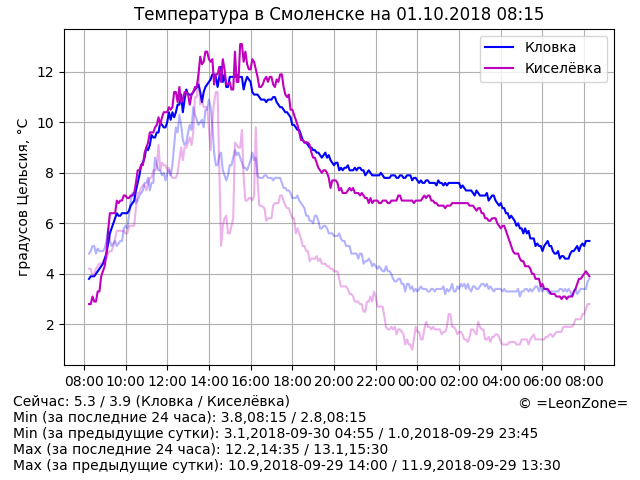 Температура в Смоленске на 01.10.2018 08:15
Кловка
Киселёвка
градусов Цельсия, °C
12
10
8
6
4
2
08:00 10:00 12:00 14:00 16:00 18:00 20:00 22:00 00:00 02:00 04:00 06:00 08:00
Сейчас: 5.3 / 3.9 (Кловка / Киселёвка)
© =LeonZone=
Min (за последние 24 часа): 3.8,08:15 / 2.8,08:15
Min (за предыдущие сутки): 3.1,2018-09-30 04:55 / 1.0,2018-09-29 23:45
Max (за последние 24 часа): 12.2,14:35 / 13.1,15:30
Max (за предыдущие сутки): 10.9,2018-09-29 14:00 / 11.9,2018-09-29 13:30